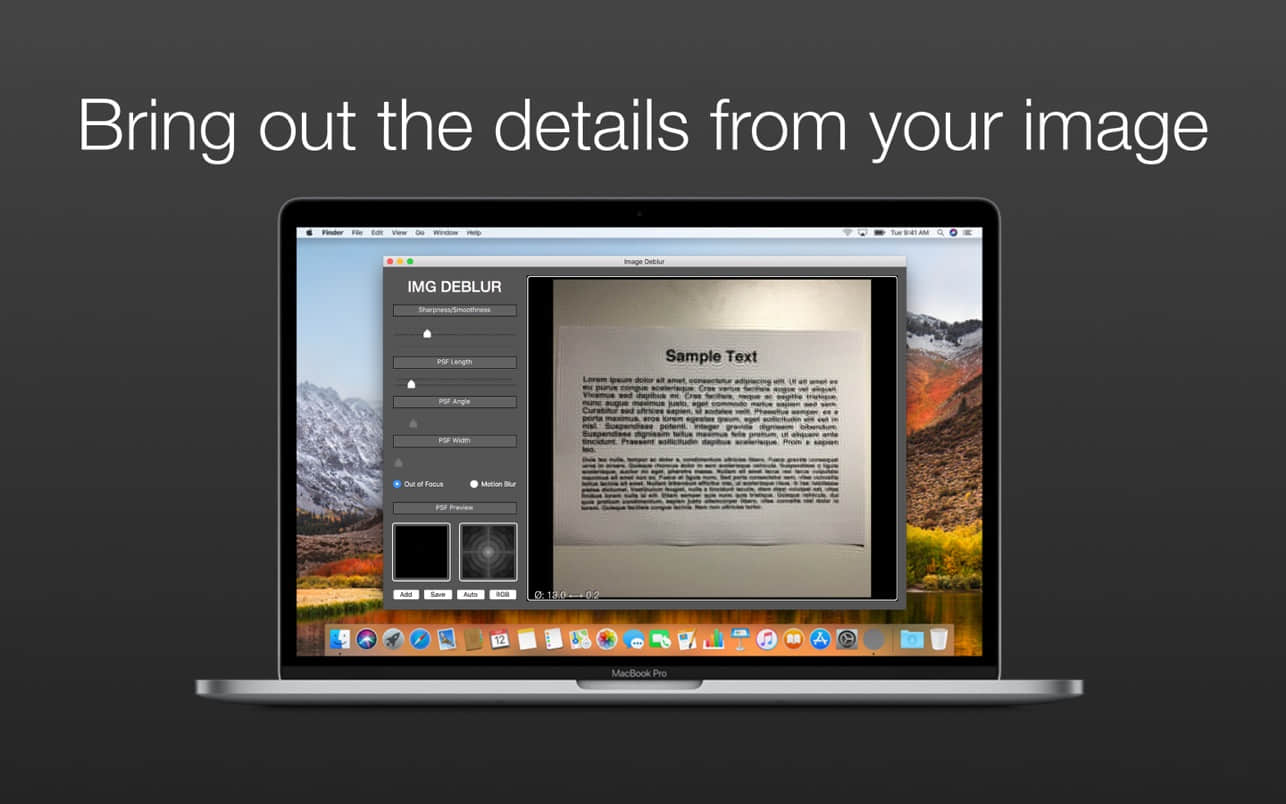 Bring out the details from your image
Finder File Edit View Go Window Help
Tue 9:41 AM
Image Deblur
IMG DEBLUR
Sharpness/Smoothness
PSF Length
PSF Angle
PSF Width
Out of Focus Motion Blur
PSF Preview
Add Save Auto RGB
Sample Text
Lorem ipsum dolor sit amet, consectetur adipiscing elit. Ut sit amet ex
eu purus congue scelerisque. Cras varius facilisis augue vel aliquet.
Vivamus sed dapibus mi. Cras facilisis, neque ac sagittis tristique,
nunc augue maximus justo, eget commodo metus sapien sed sem.
Curabitur sed ultrices sapien, id sodales velit. Phasellus semper, ex a
porta maximus, eros lorem egestas ipsum, eget sollicitudin elit est in
nisl. Suspendisse potenti. Integer gravida dignissim bibendum.
Suspendisse dignissim tellus maximus felis pretium, ut aliquam ante
tincidunt. Praesent sollicitudin dapibus scelerisque. Proin a sapien
leo.
Ø: 13.0 <--> 0.2
12
MacBook Pro